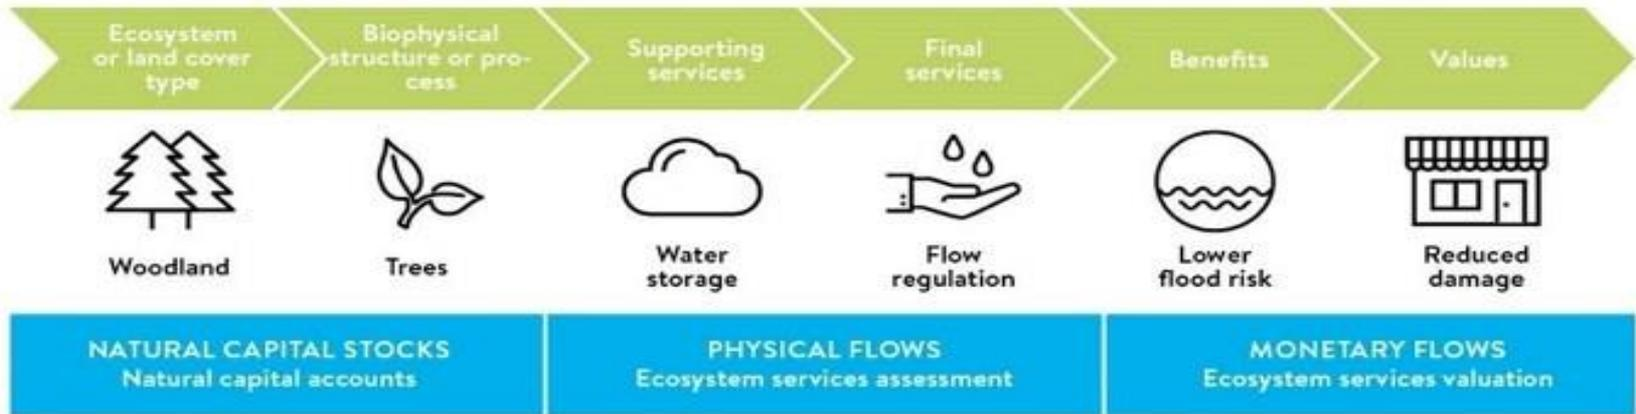 Ecosystem
or land cover
type
Biophysical
structure or pro-
cess
Supporting
services
Final
services
Benefits
Values
Woodland
Trees
Water
storage
Flow
regulation
Lower
flood risk
Reduced
damage
NATURAL CAPITAL STOCKS
Natural capital accounts
PHYSICAL FLOWS
Ecosystem services assessment
MONETARY FLOWS
Ecosystem services valuation